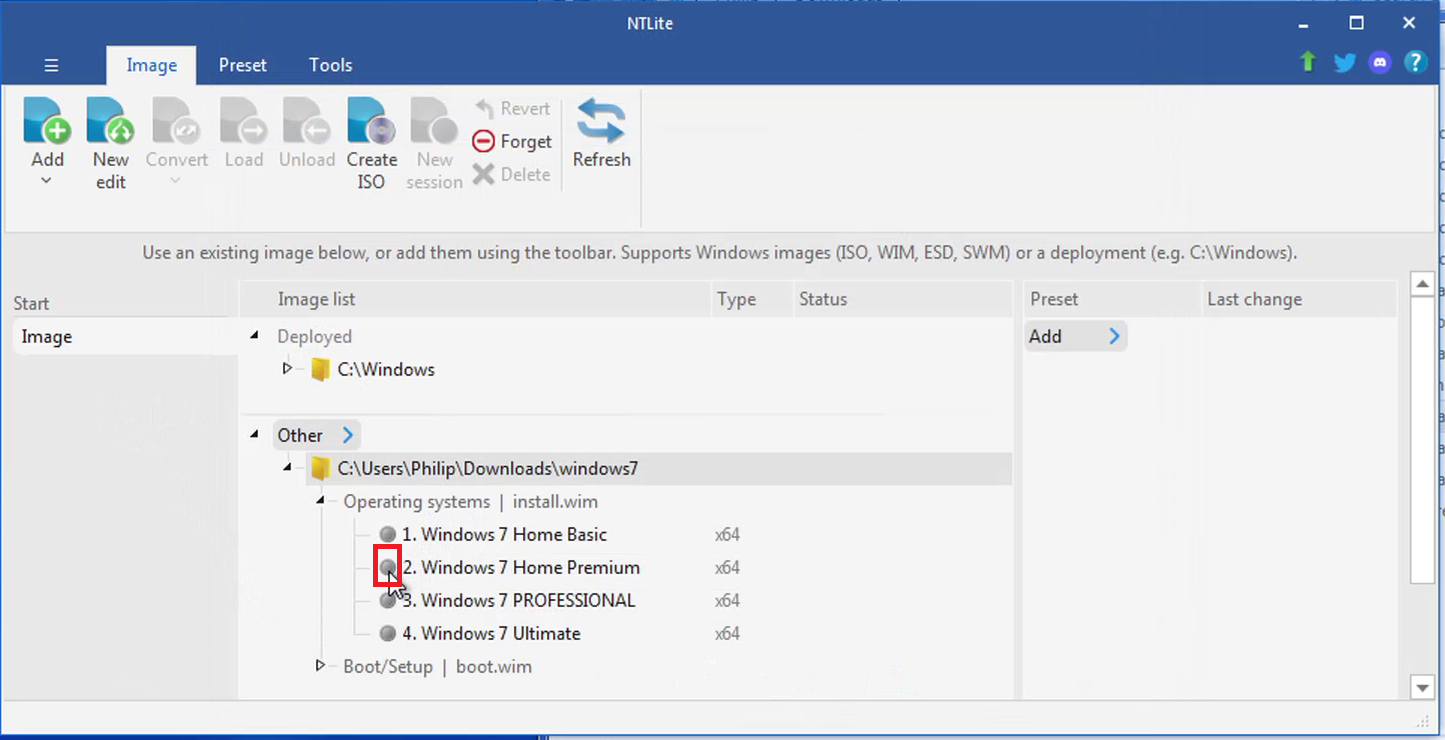 NTLite
Image Preset Tools
Add New edit Convert Load Unload Create ISO New session Revert Forget Delete Refresh
Use an existing image below, or add them using the toolbar. Supports Windows images (ISO, WIM, ESD, SWM) or a deployment (e.g. C:\Windows).
Start
Image
Image list Type Status Preset Last change
Deployed Add
C:\Windows
Other
C:\Users\Philip\Downloads\windows7
Operating systems | install.wim
1. Windows 7 Home Basic x64
2. Windows 7 Home Premium x64
3. Windows 7 PROFESSIONAL x64
4. Windows 7 Ultimate x64
Boot/Setup | boot.wim